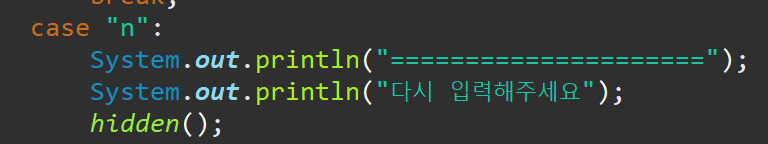 break;
case "n":
System.out.println("=====================");
System.out.println("다시 입력해주세요");
hidden();